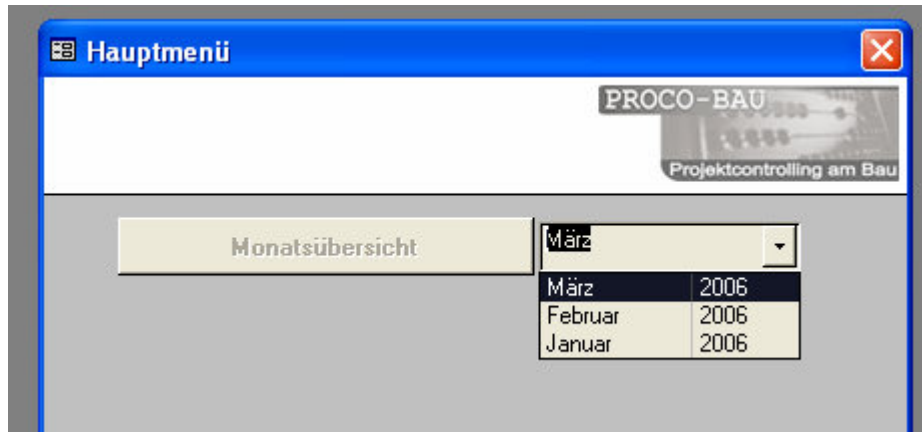 Hauptmenü
PROCO-BAU
Projektcontrolling am Bau
Monatsübersicht
März
März 2006
Februar 2006
Januar 2006